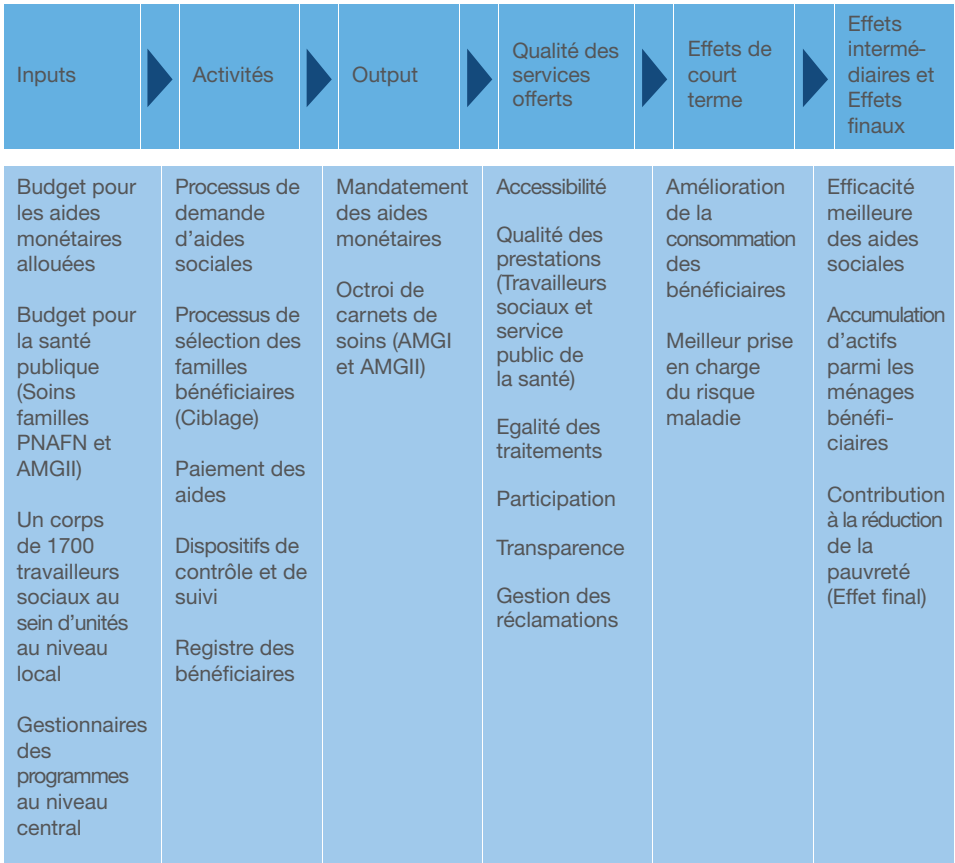 Inputs
Activités
Output
Qualité des
services
offerts
Effets de
court
terme
Effets
intermé-
diaires et
Effets
finaux
Budget pour
les aides
monétaires
allouées
Budget pour
la santé
publique
(Soins
familles
PNAFN et
AMGII)
Un corps
de 1700
travailleurs
sociaux au
sein d’unités
au niveau
local
Gestionnaires
des
programmes
au niveau
central
Processus de
demande
d’aides
sociales
Processus de
sélection des
familles
bénéficiaires
(Ciblage)
Paiement des
aides
Dispositifs de
contrôle et de
suivi
Registre des
bénéficiaires
Mandatement
des aides
monétaires
Octroi de
carnets de
soins (AMGI
et AMGII)
Accessibilité
Qualité des
prestations
(Travailleurs
sociaux et
service
public de
la santé)
Egalité des
traitements
Participation
Transparence
Gestion des
réclamations
Amélioration
de la
consommation
des
bénéficiaires
Meilleur prise
en charge
du risque
maladie
Efficacité
meilleure
des aides
sociales
Accumulation
d’actifs
parmi les
ménages
bénéfi-
ciaires
Contribution
à la réduction
de la
pauvreté
(Effet final)